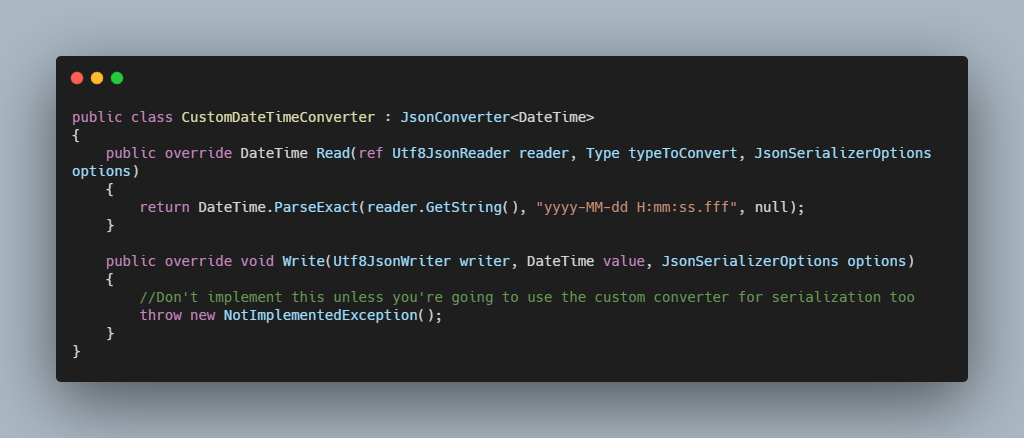 public class CustomDateTimeConverter : JsonConverter<DateTime>
{
    public override DateTime Read(ref Utf8JsonReader reader, Type typeToConvert, JsonSerializerOptions
options)
    {
        return DateTime.ParseExact(reader.GetString(), "yyyy-MM-dd H:mm:ss.fff", null);
    }

    public override void Write(Utf8JsonWriter writer, DateTime value, JsonSerializerOptions options)
    {
        //Don't implement this unless you're going to use the custom converter for serialization too
        throw new NotImplementedException();
    }
}